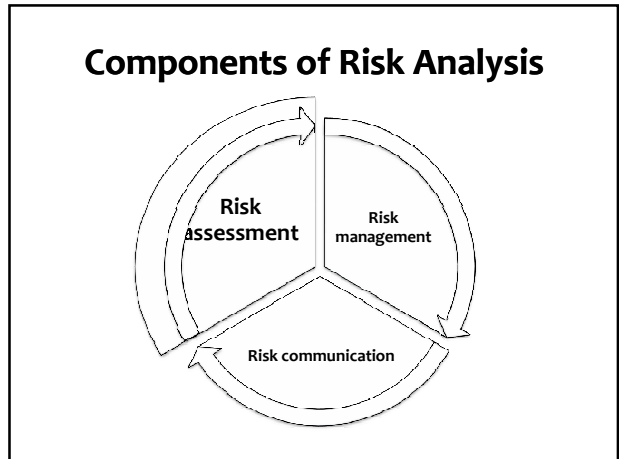 Components of Risk Analysis
Risk
assessment
Risk
management
Risk communication